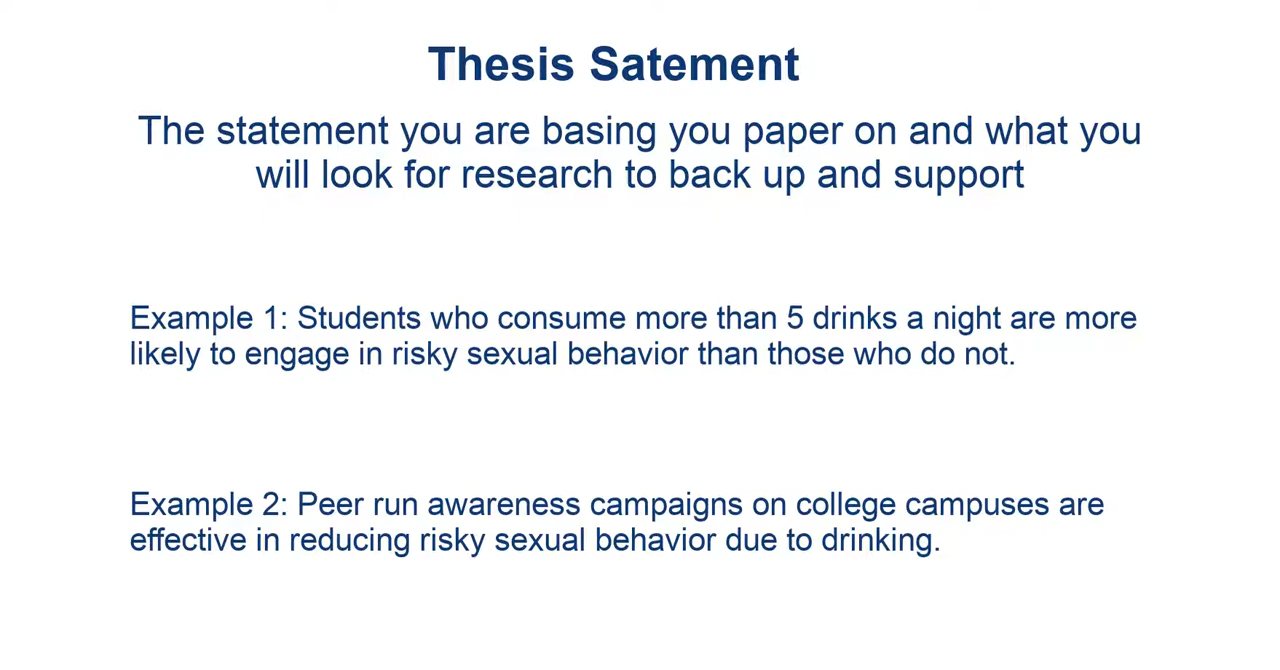 Thesis Satement
The statement you are basing you paper on and what you
will look for research to back up and support
Example 1: Students who consume more than 5 drinks a night are more
likely to engage in risky sexual behavior than those who do not.
Example 2: Peer run awareness campaigns on college campuses are
effective in reducing risky sexual behavior due to drinking.